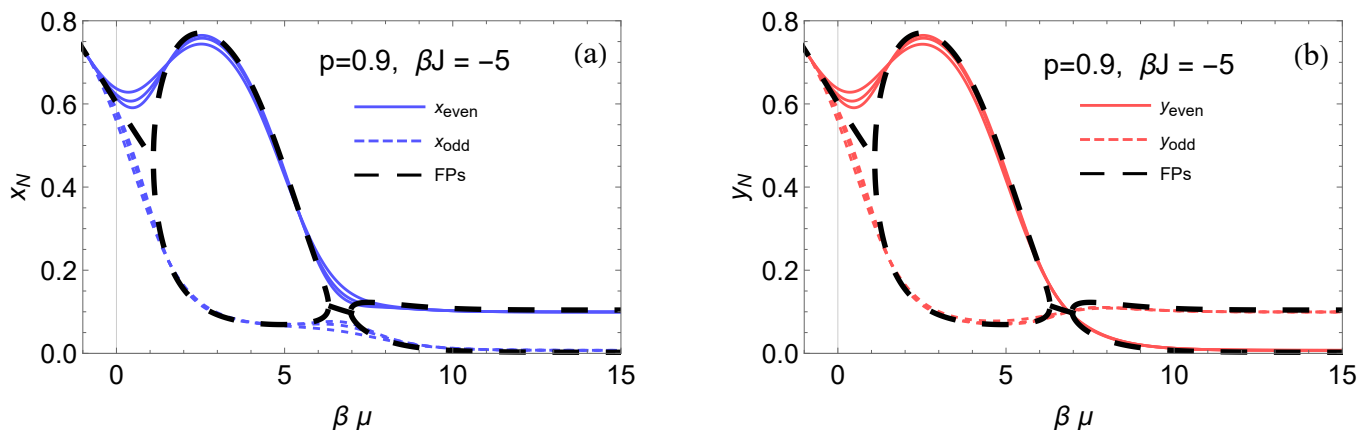 (a)
p=0.9, βJ = −5
x_even
x_odd
FPs
x_N
0.8
0.6
0.4
0.2
0.0
0 5 10 15
β μ
(b)
p=0.9, βJ = −5
y_even
y_odd
FPs
y_N
0.8
0.6
0.4
0.2
0.0
0 5 10 15
β μ